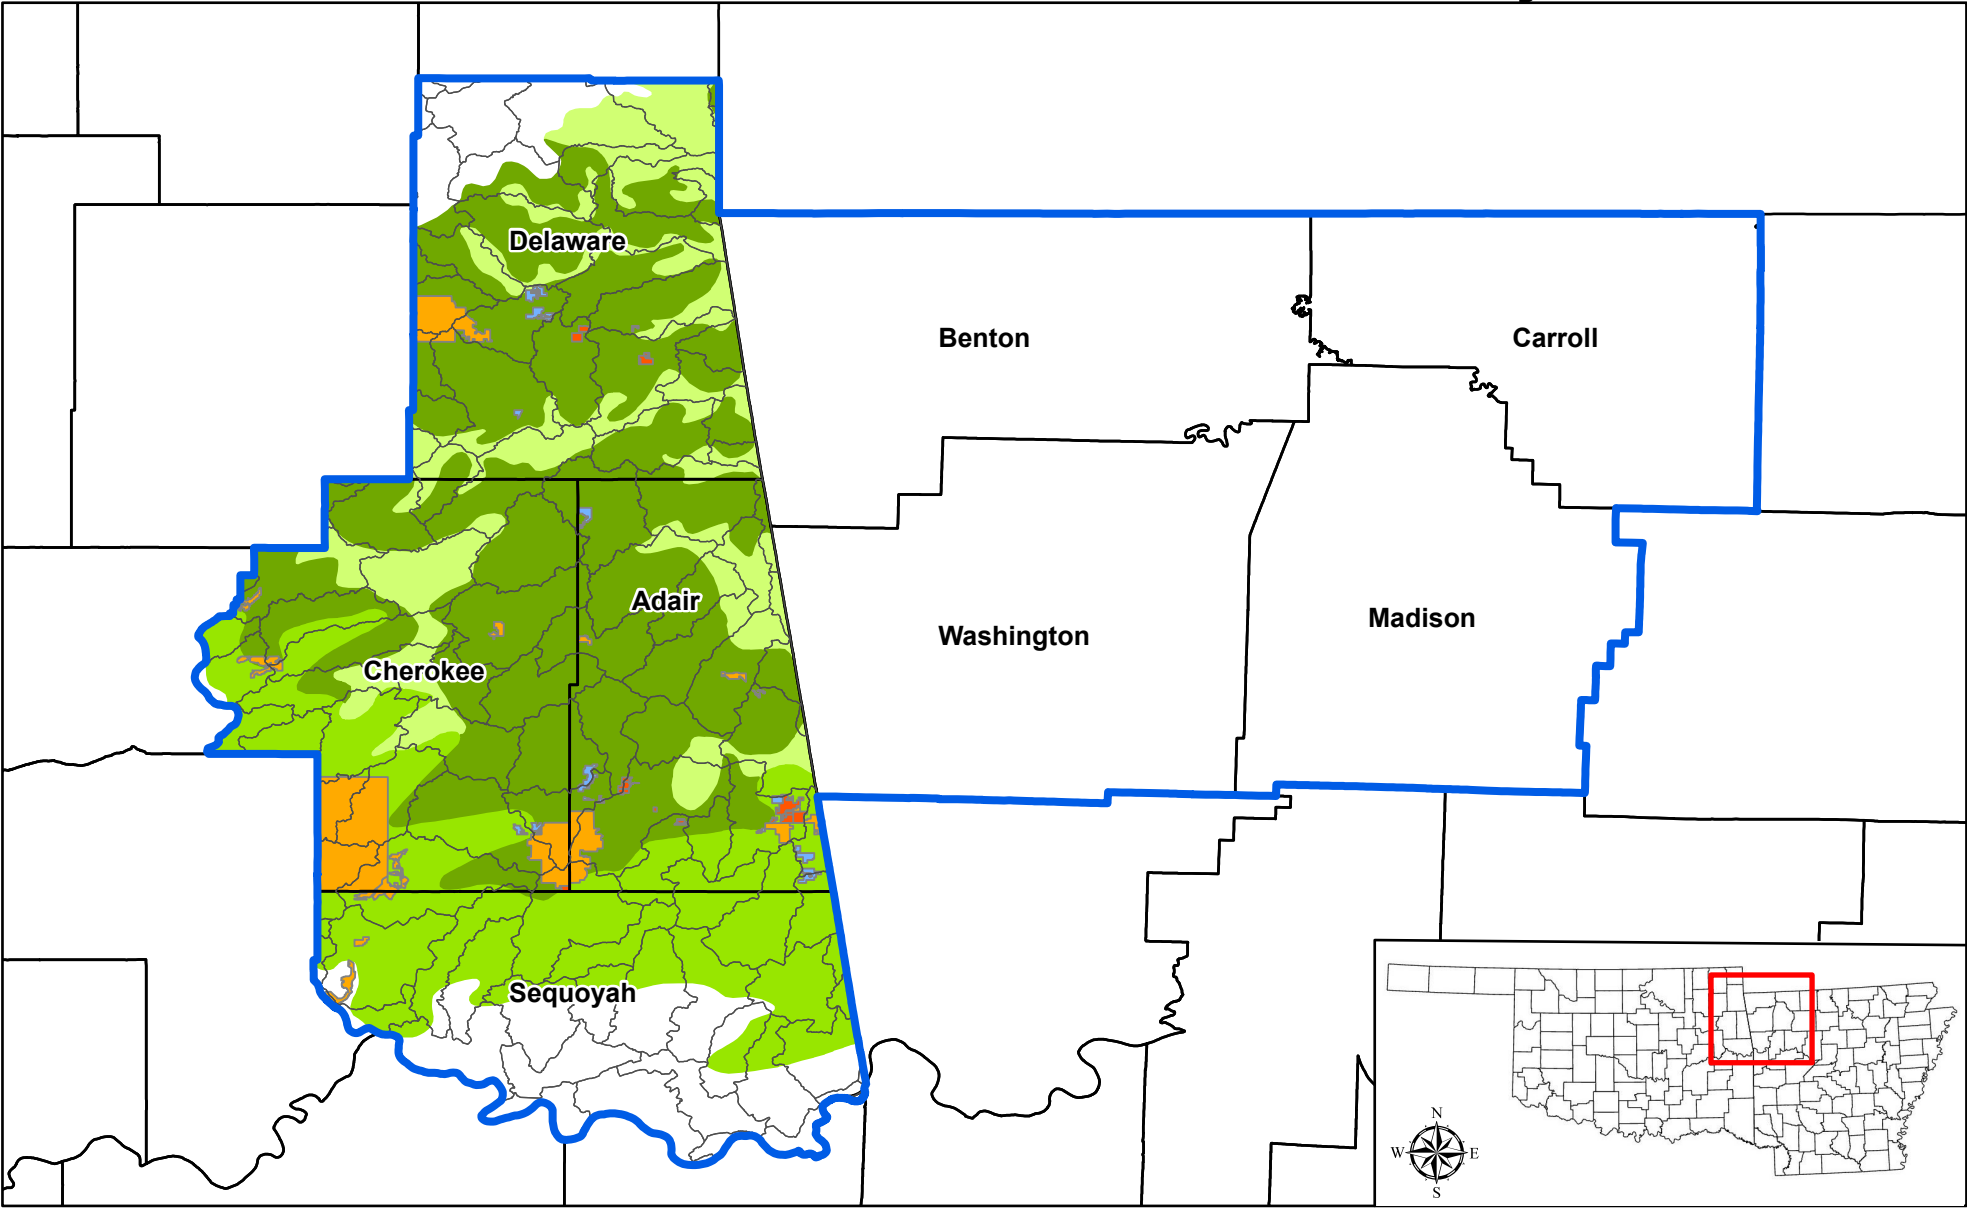 Delaware
Benton
Carroll
Adair
Madison
Washington
Cherokee
Sequoyah
N
W
E
S